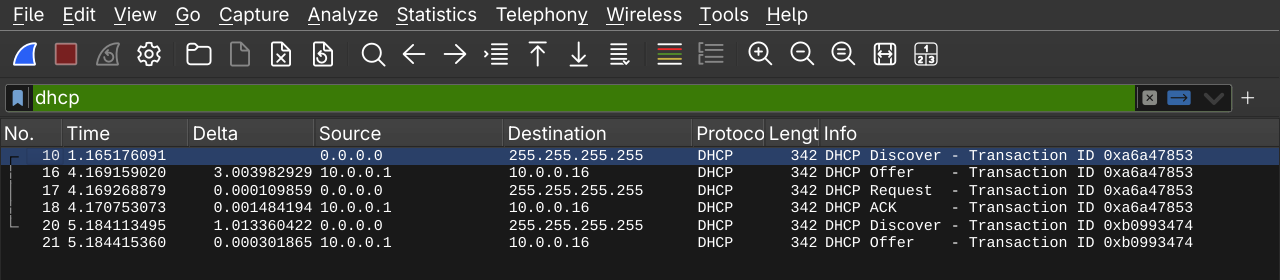 File Edit View Go Capture Analyze Statistics Telephony Wireless Tools Help
dhcp
No. Time Delta Source Destination Protoco Lengt Info
10 1.165176091 0.0.0.0 255.255.255.255 DHCP 342 DHCP Discover - Transaction ID 0xa6a47853
16 4.169159020 3.003982929 10.0.0.1 10.0.0.16 DHCP 342 DHCP Offer - Transaction ID 0xa6a47853
17 4.169268879 0.000109859 0.0.0.0 255.255.255.255 DHCP 342 DHCP Request - Transaction ID 0xa6a47853
18 4.170753073 0.001484194 10.0.0.1 10.0.0.16 DHCP 342 DHCP ACK - Transaction ID 0xa6a47853
20 5.184113495 1.013360422 0.0.0.0 255.255.255.255 DHCP 342 DHCP Discover - Transaction ID 0xb0993474
21 5.184415360 0.000301865 10.0.0.1 10.0.0.16 DHCP 342 DHCP Offer - Transaction ID 0xb0993474